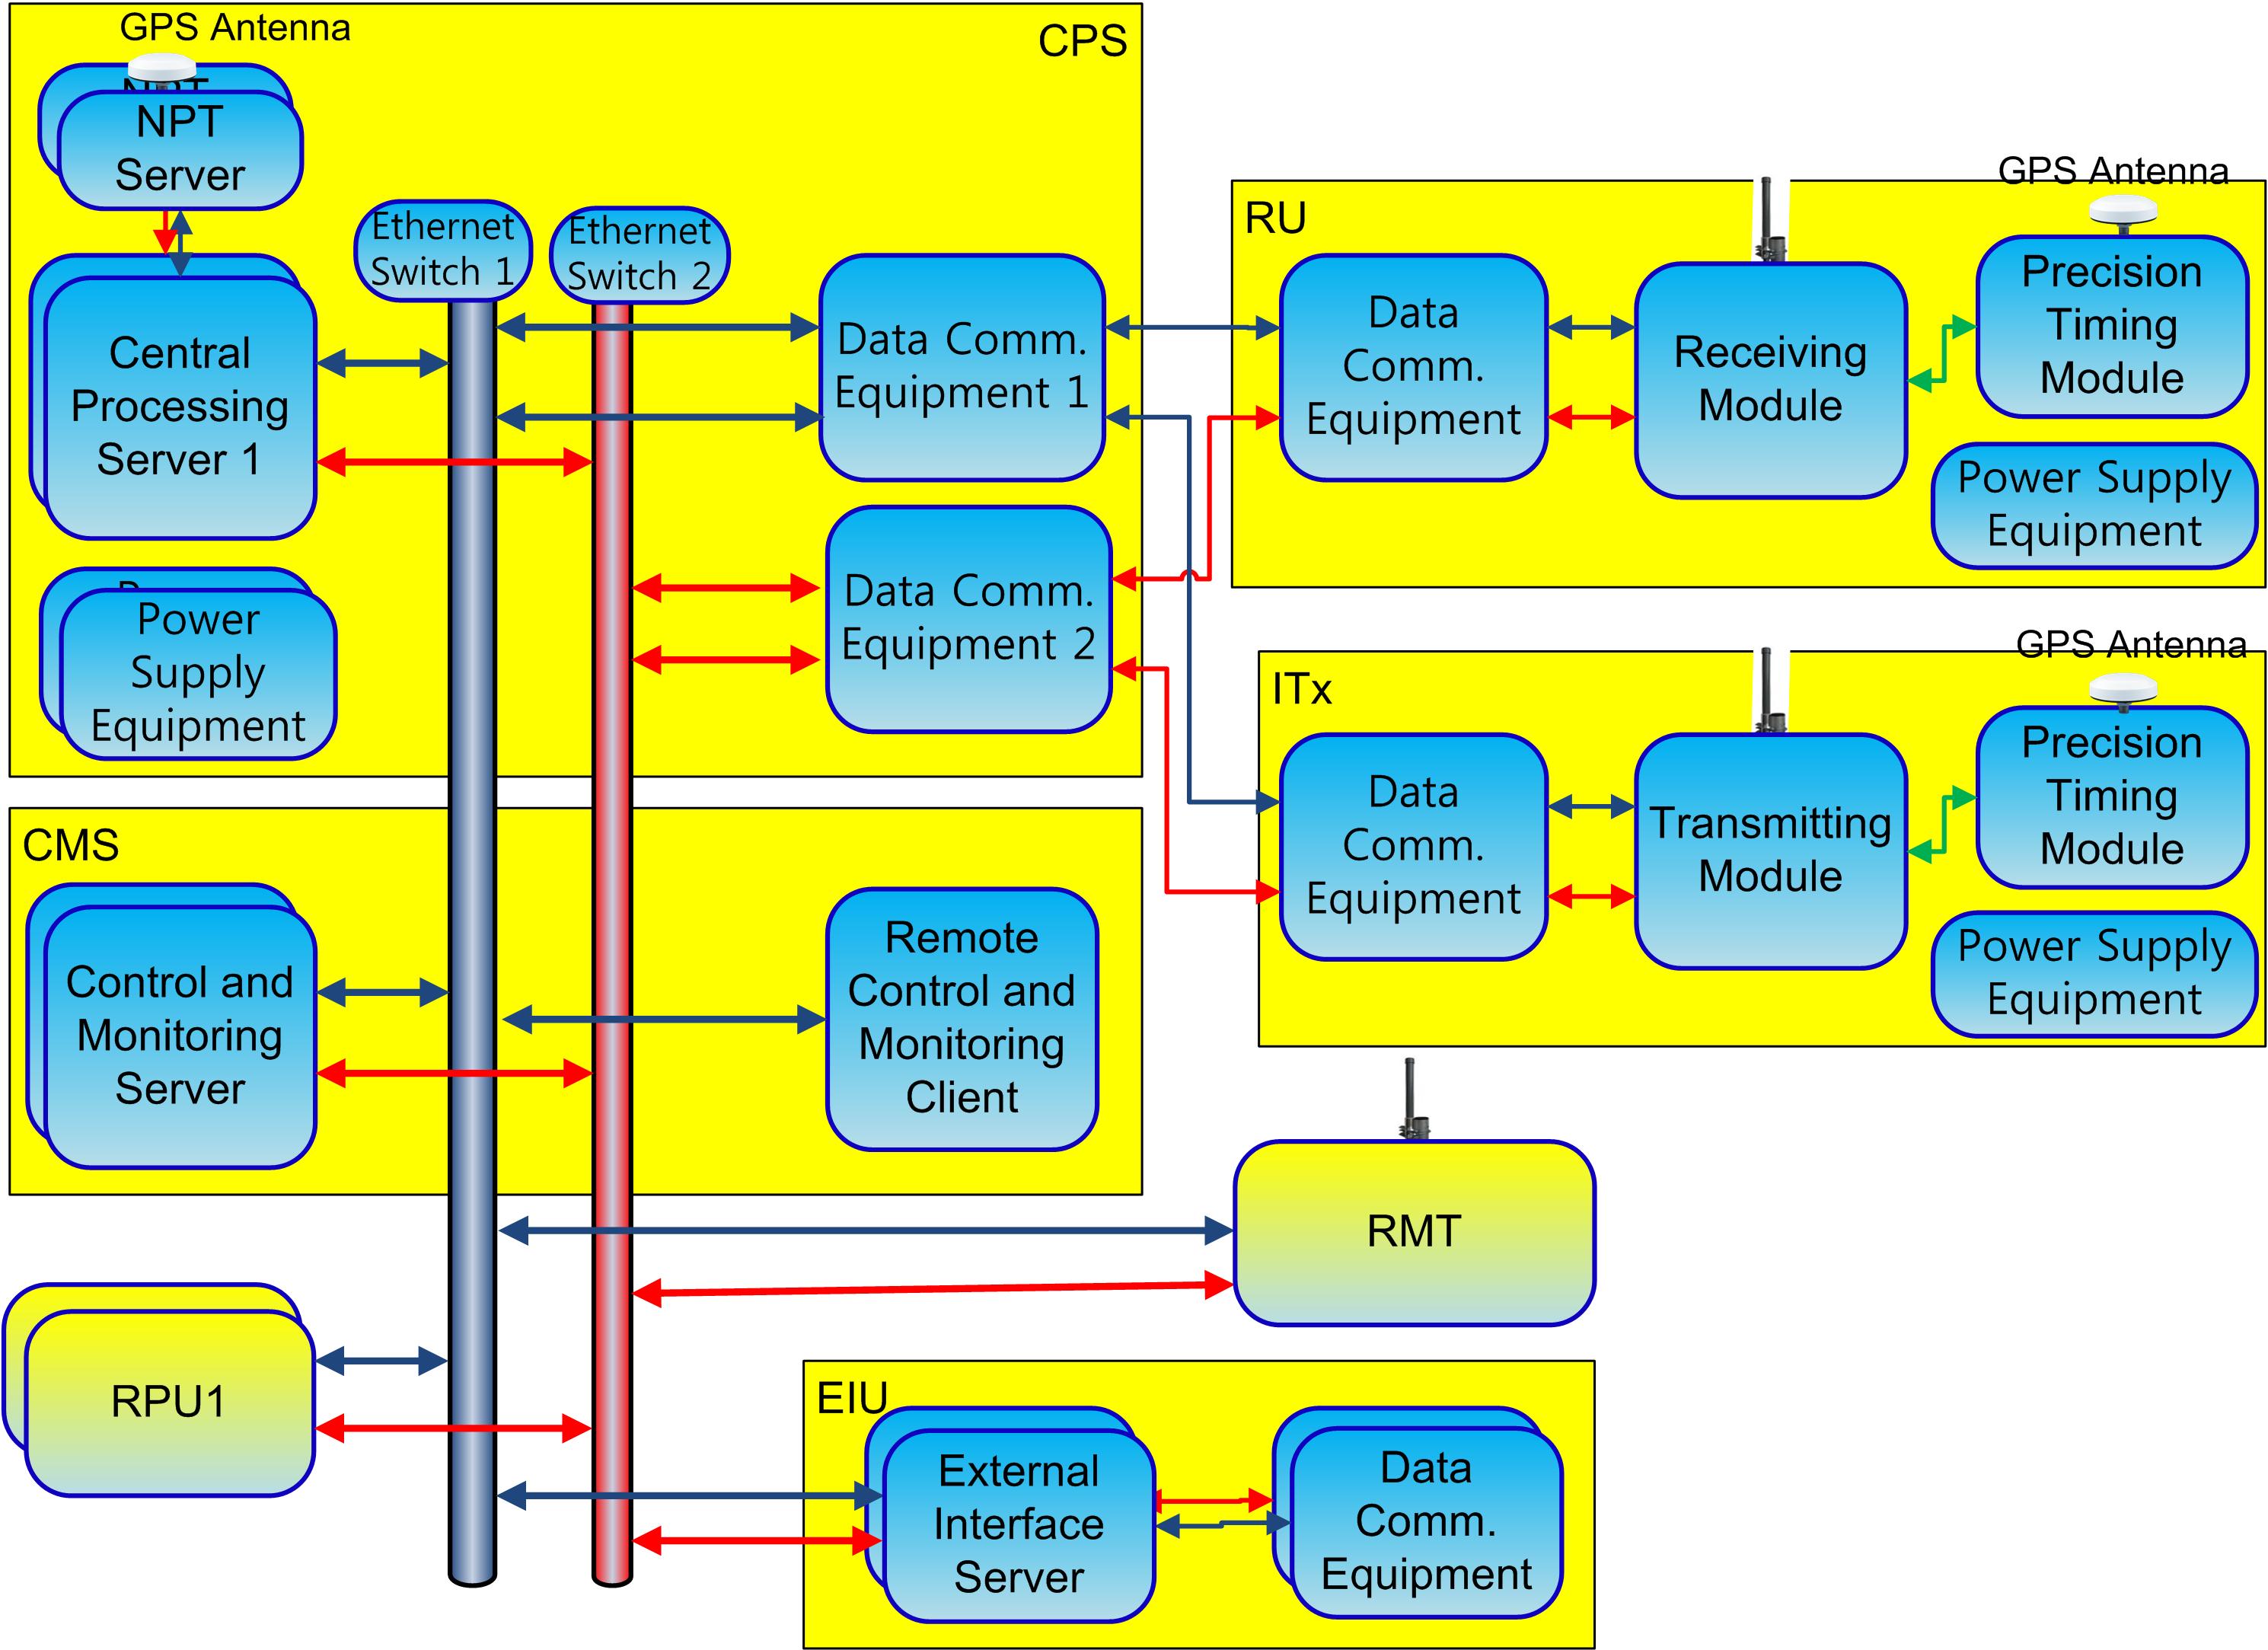 GPS Antenna
CPS
NPT
NPT
Server
Ethernet
Switch 1
Ethernet
Switch 2
Central
Processing
Server 1
Data Comm.
Equipment 1
Data Comm.
Equipment 2
Power
Supply
Equipment
GPS Antenna
RU
Data
Comm.
Equipment
Receiving
Module
Precision
Timing
Module
Power Supply
Equipment
GPS Antenna
ITx
Data
Comm.
Equipment
Transmitting
Module
Precision
Timing
Module
Power Supply
Equipment
CMS
Control and
Monitoring
Server
Remote
Control and
Monitoring
Client
RMT
RPU1
EIU
External
Interface
Server
Data
Comm.
Equipment